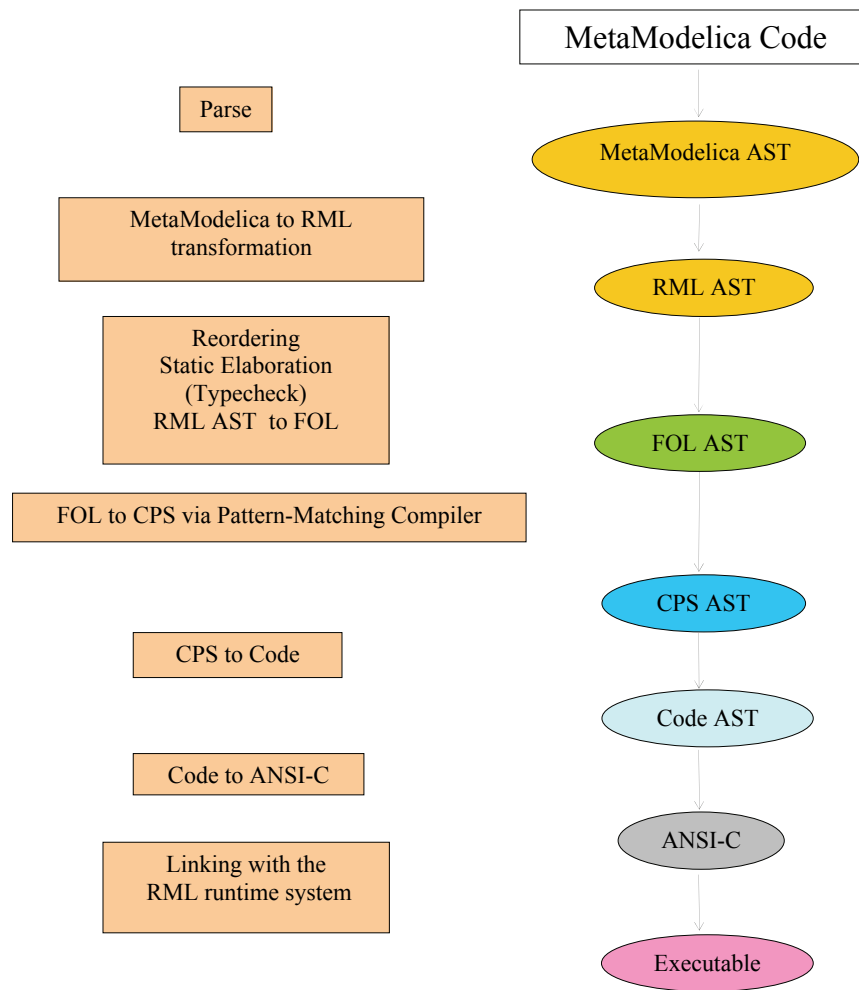 MetaModelica Code
Parse
MetaModelica AST
MetaModelica to RML
transformation
RML AST
Reordering
Static Elaboration
(Typecheck)
RML AST to FOL
FOL AST
FOL to CPS via Pattern-Matching Compiler
CPS AST
CPS to Code
Code AST
Code to ANSI-C
ANSI-C
Linking with the
RML runtime system
Executable